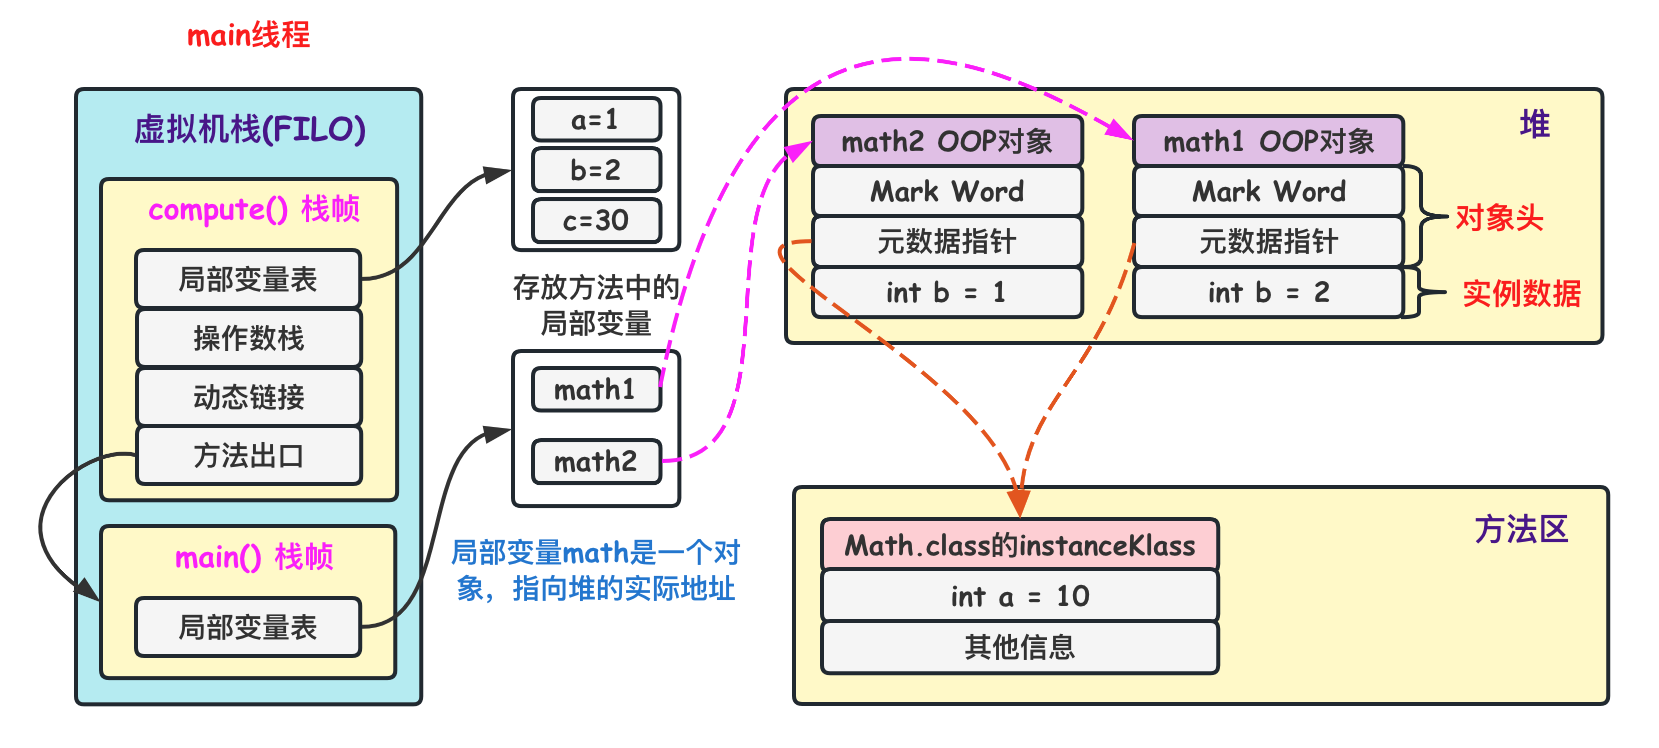 main线程
虚拟机栈(FILO)
compute() 栈帧
局部变量表
操作数栈
动态链接
方法出口
main() 栈帧
局部变量表
a=1
b=2
c=30
存放方法中的
局部变量
math1
math2
局部变量math是一个对
象，指向堆的实际地址
堆
math2 OOP对象
Mark Word
元数据指针
int b = 1
math1 OOP对象
Mark Word
元数据指针
int b = 2
对象头
实例数据
方法区
Math.class的instanceKlass
int a = 10
其他信息